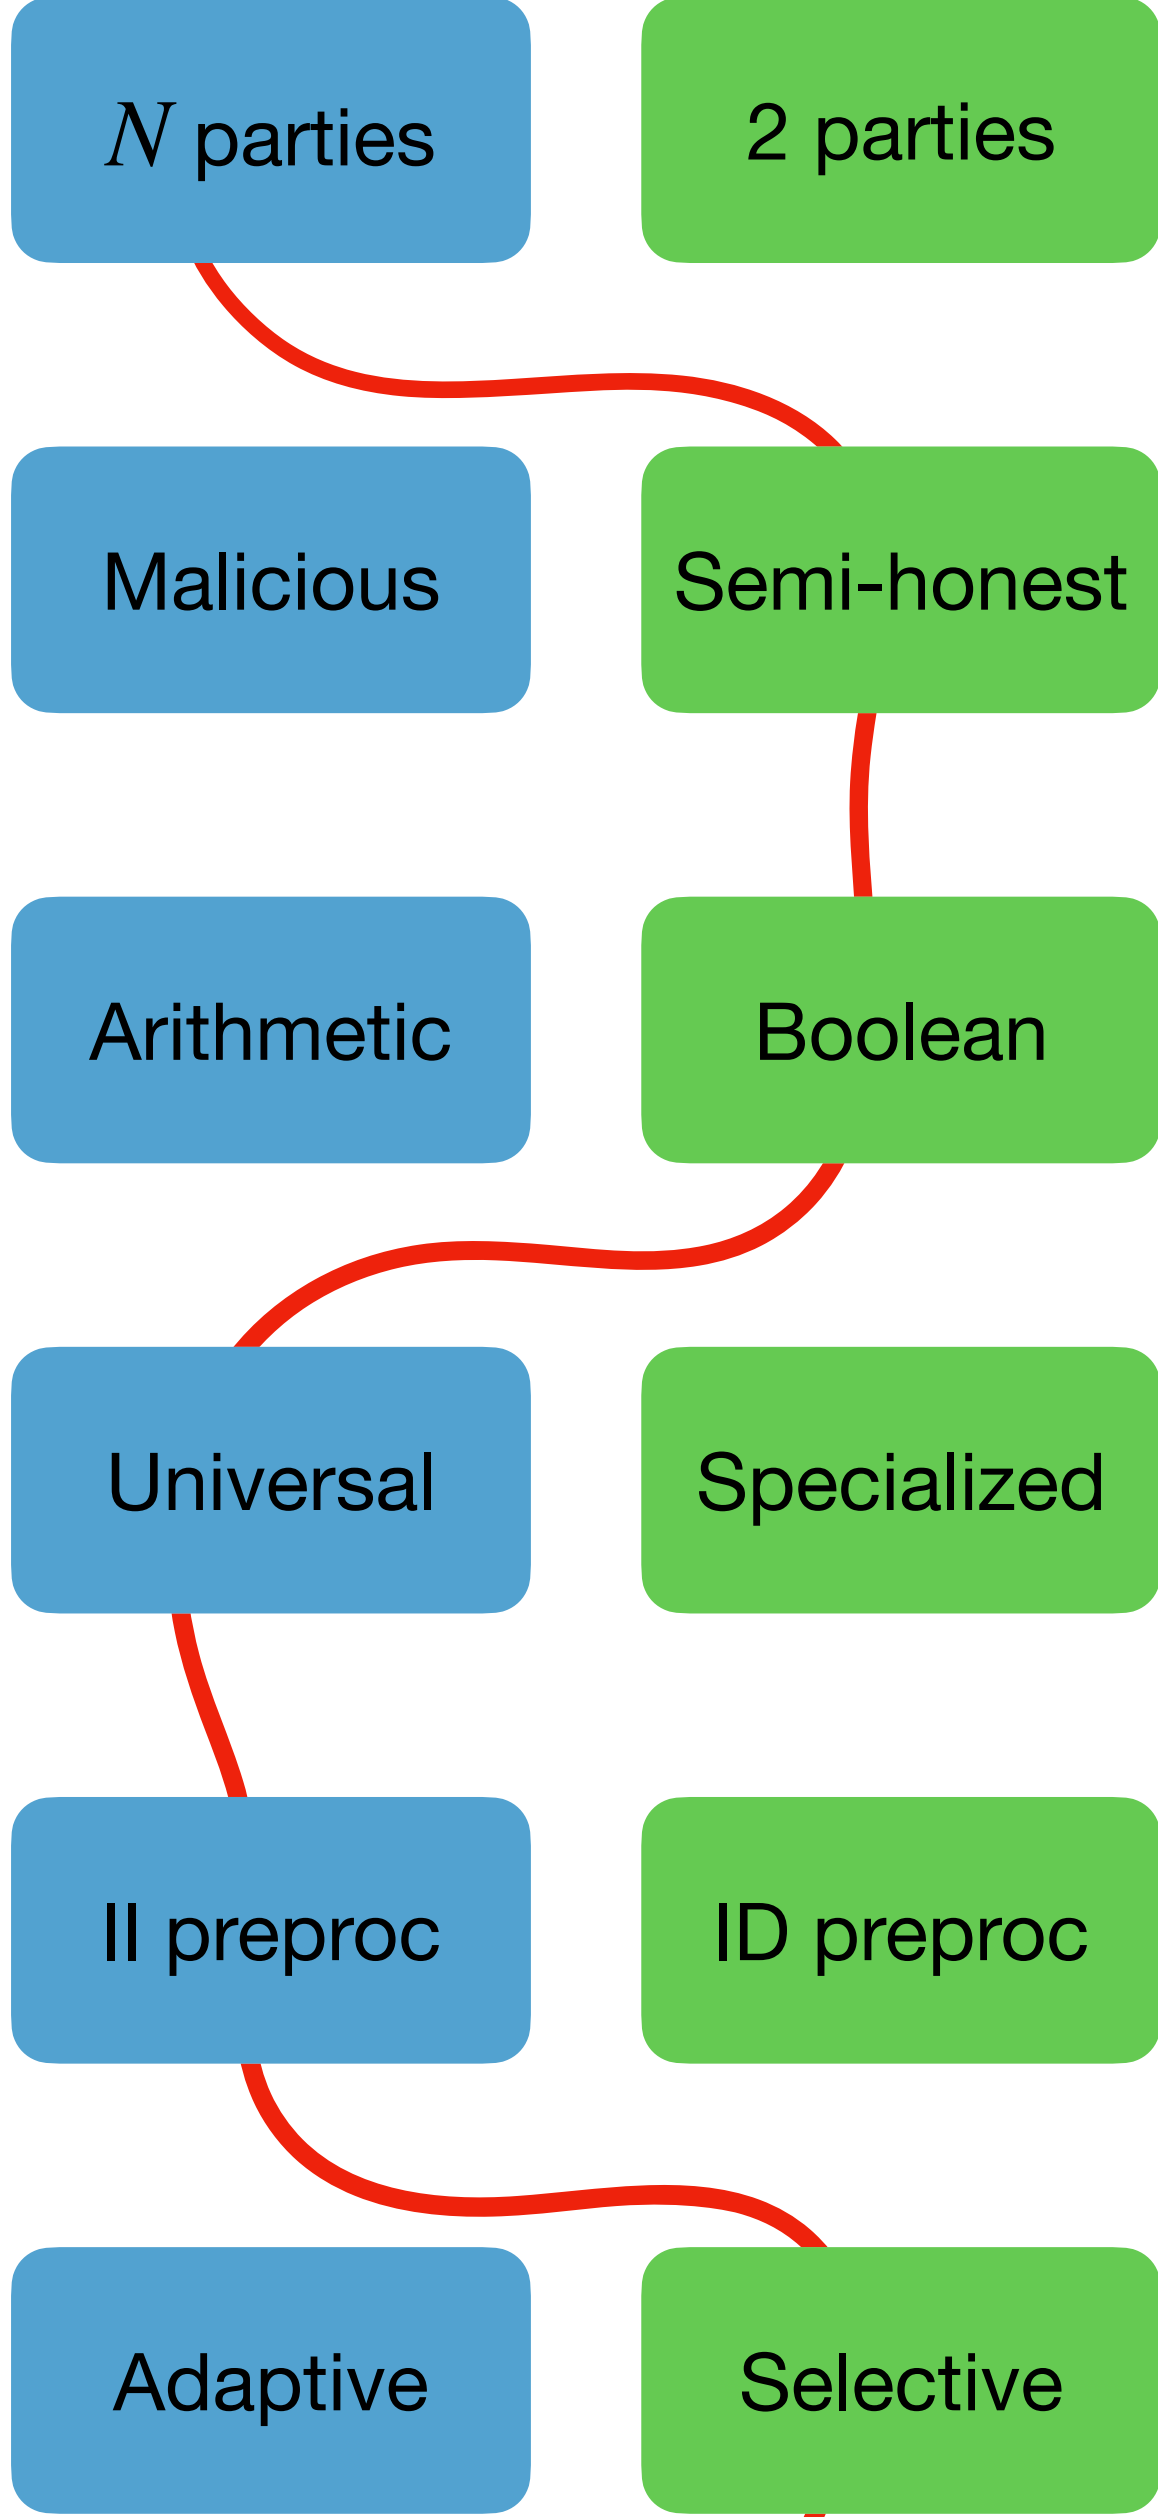 N parties
2 parties
Malicious
Semi-honest
Arithmetic
Boolean
Universal
Specialized
II preproc
ID preproc
Adaptive
Selective